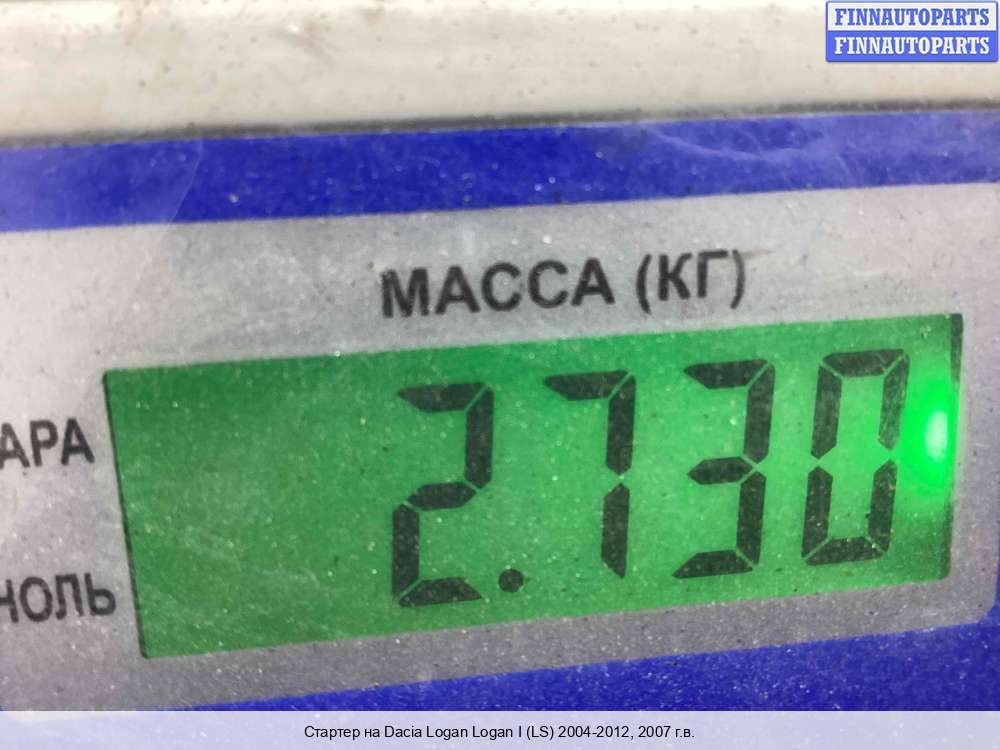 FINNAUTOPARTS
FINNAUTOPARTS
МАССА (КГ)
АРА
2.730
НОЛЬ
Стартер на Dacia Logan Logan I (LS) 2004-2012, 2007 г.в.